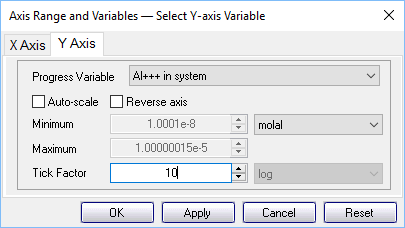 Axis Range and Variables — Select Y-axis Variable
X Axis Y Axis
Progress Variable Al+++ in system
Auto-scale Reverse axis
Minimum 1.0001e-8 molal
Maximum 1.00000015e-5
Tick Factor 10 log
OK Apply Cancel Reset